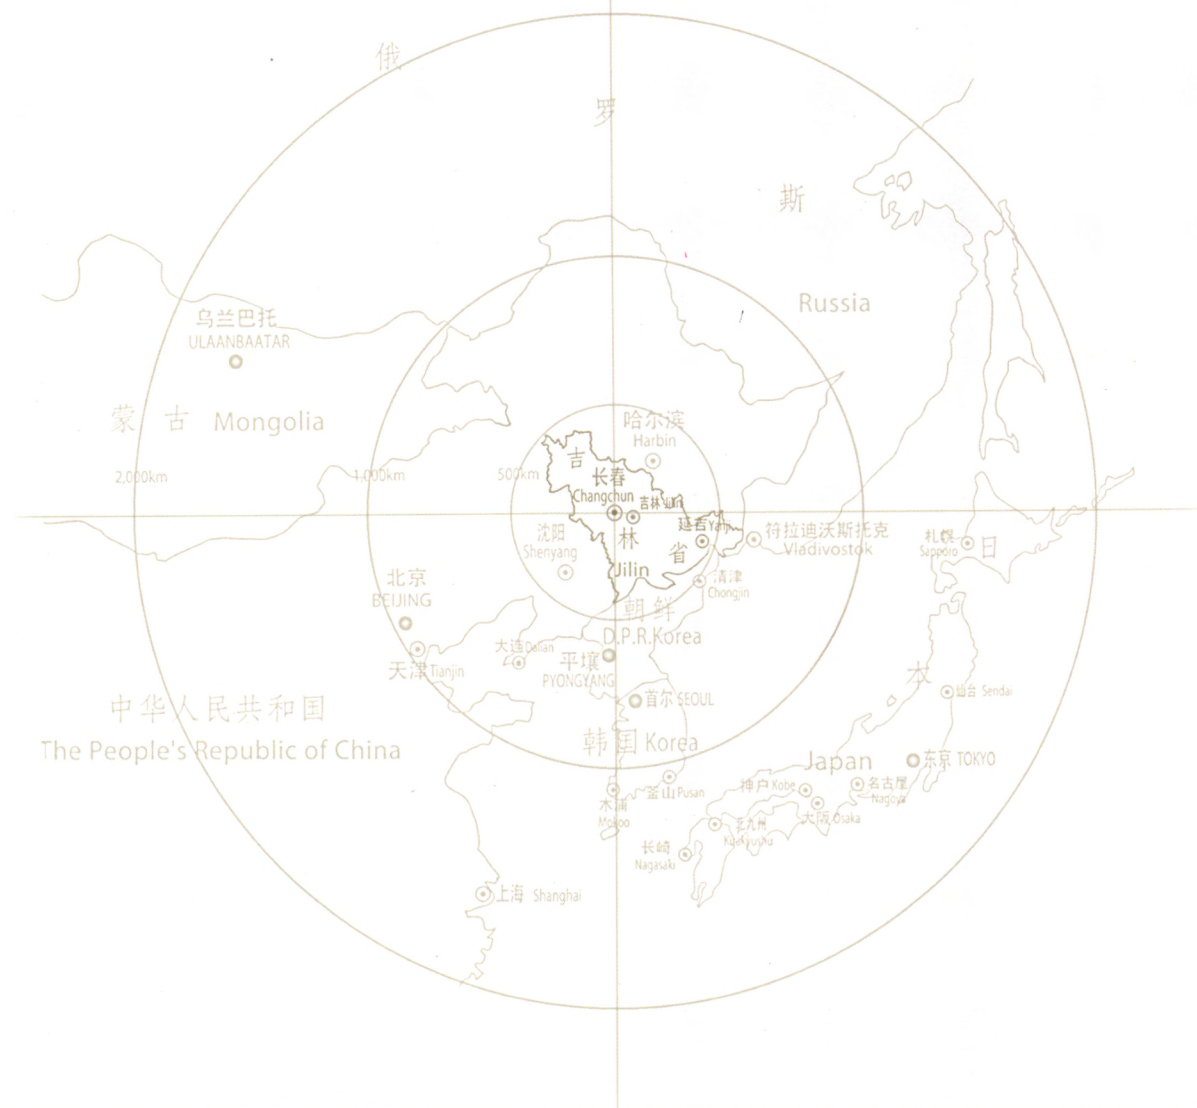 俄
罗
斯
Russia
乌兰巴托
ULAANBAATAR
蒙 古 Mongolia
哈尔滨
Harbin
2,000km
1,000km
500km
吉
长春
Changchun
吉林 Jilin
延吉 Yanji
林
省
Jilin
沈阳
Shenyang
符拉迪沃斯托克
Vladivostok
札幌
Sapporo
日
清津
Chongjin
北京
BEIJING
朝鲜
D.P.R.Korea
大连 Dalian
天津 Tianjin
平壤
PYONGYANG
首尔 SEOUL
本
仙台 Sendai
中华人民共和国
The People's Republic of China
韩国 Korea
Japan
东京 TOKYO
釜山 Pusan
神户 Kobe
名古屋
Nagoya
木浦
大阪 Osaka
长崎
Nagasaki
上海 Shanghai